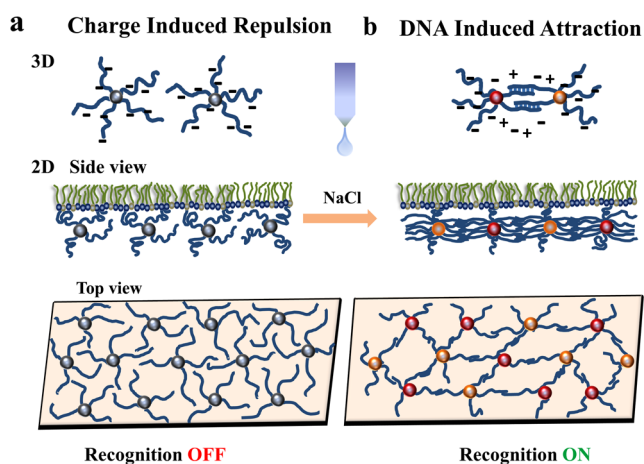 a Charge Induced Repulsion
b DNA Induced Attraction
3D
2D Side view
NaCl
Top view
Recognition OFF
Recognition ON